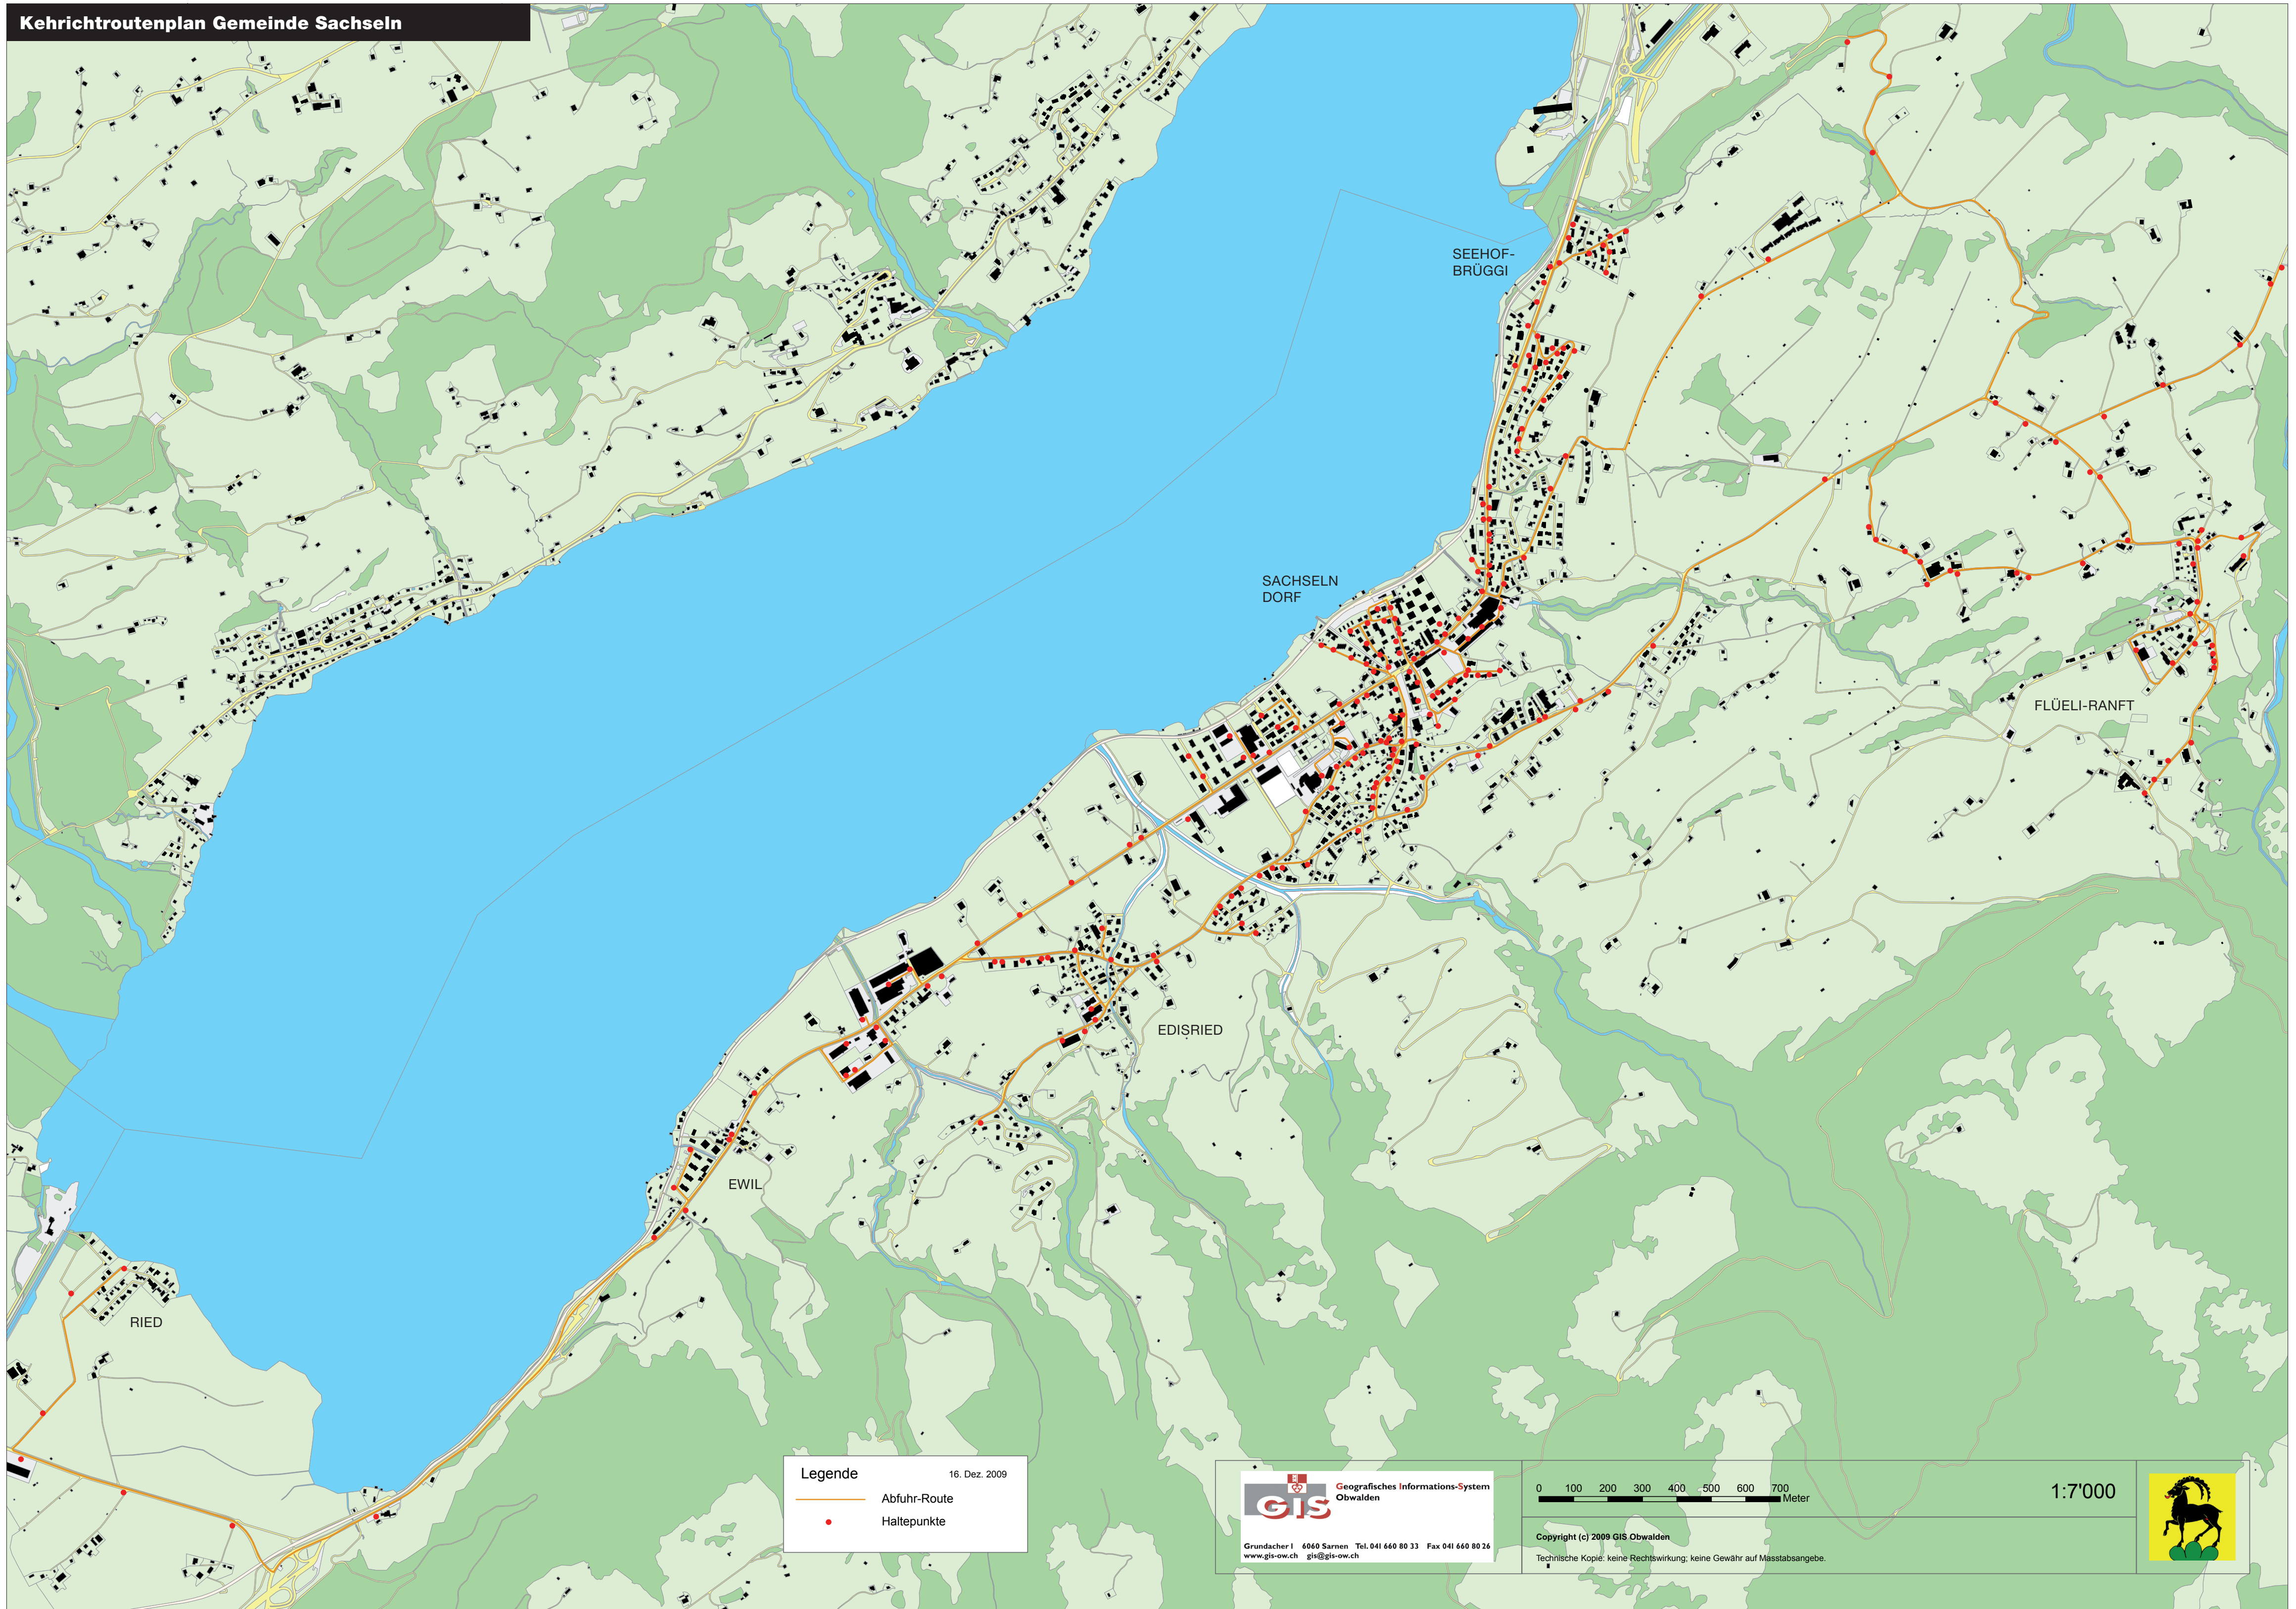 Kehrichtroutenplan Gemeinde Sachseln
SEEHOF-
BRÜGGI
SACHSELN
DORF
FLÜELI-RANFT
EDISRIED
EWIL
RIED
Legende
16. Dez. 2009
Abfuhr-Route
Haltepunkte
GIS
Geografisches Informations-System
Obwalden
Grundacher 1 6060 Sarnen Tel. 041 660 80 33 Fax 041 660 80 26
www.gis-ow.ch gis@gis-ow.ch
0 100 200 300 400 500 600 700
Meter
1:7'000
Copyright (c) 2009 GIS Obwalden
Technische Kopie: keine Rechtswirkung; keine Gewähr auf Masstabsangebe.